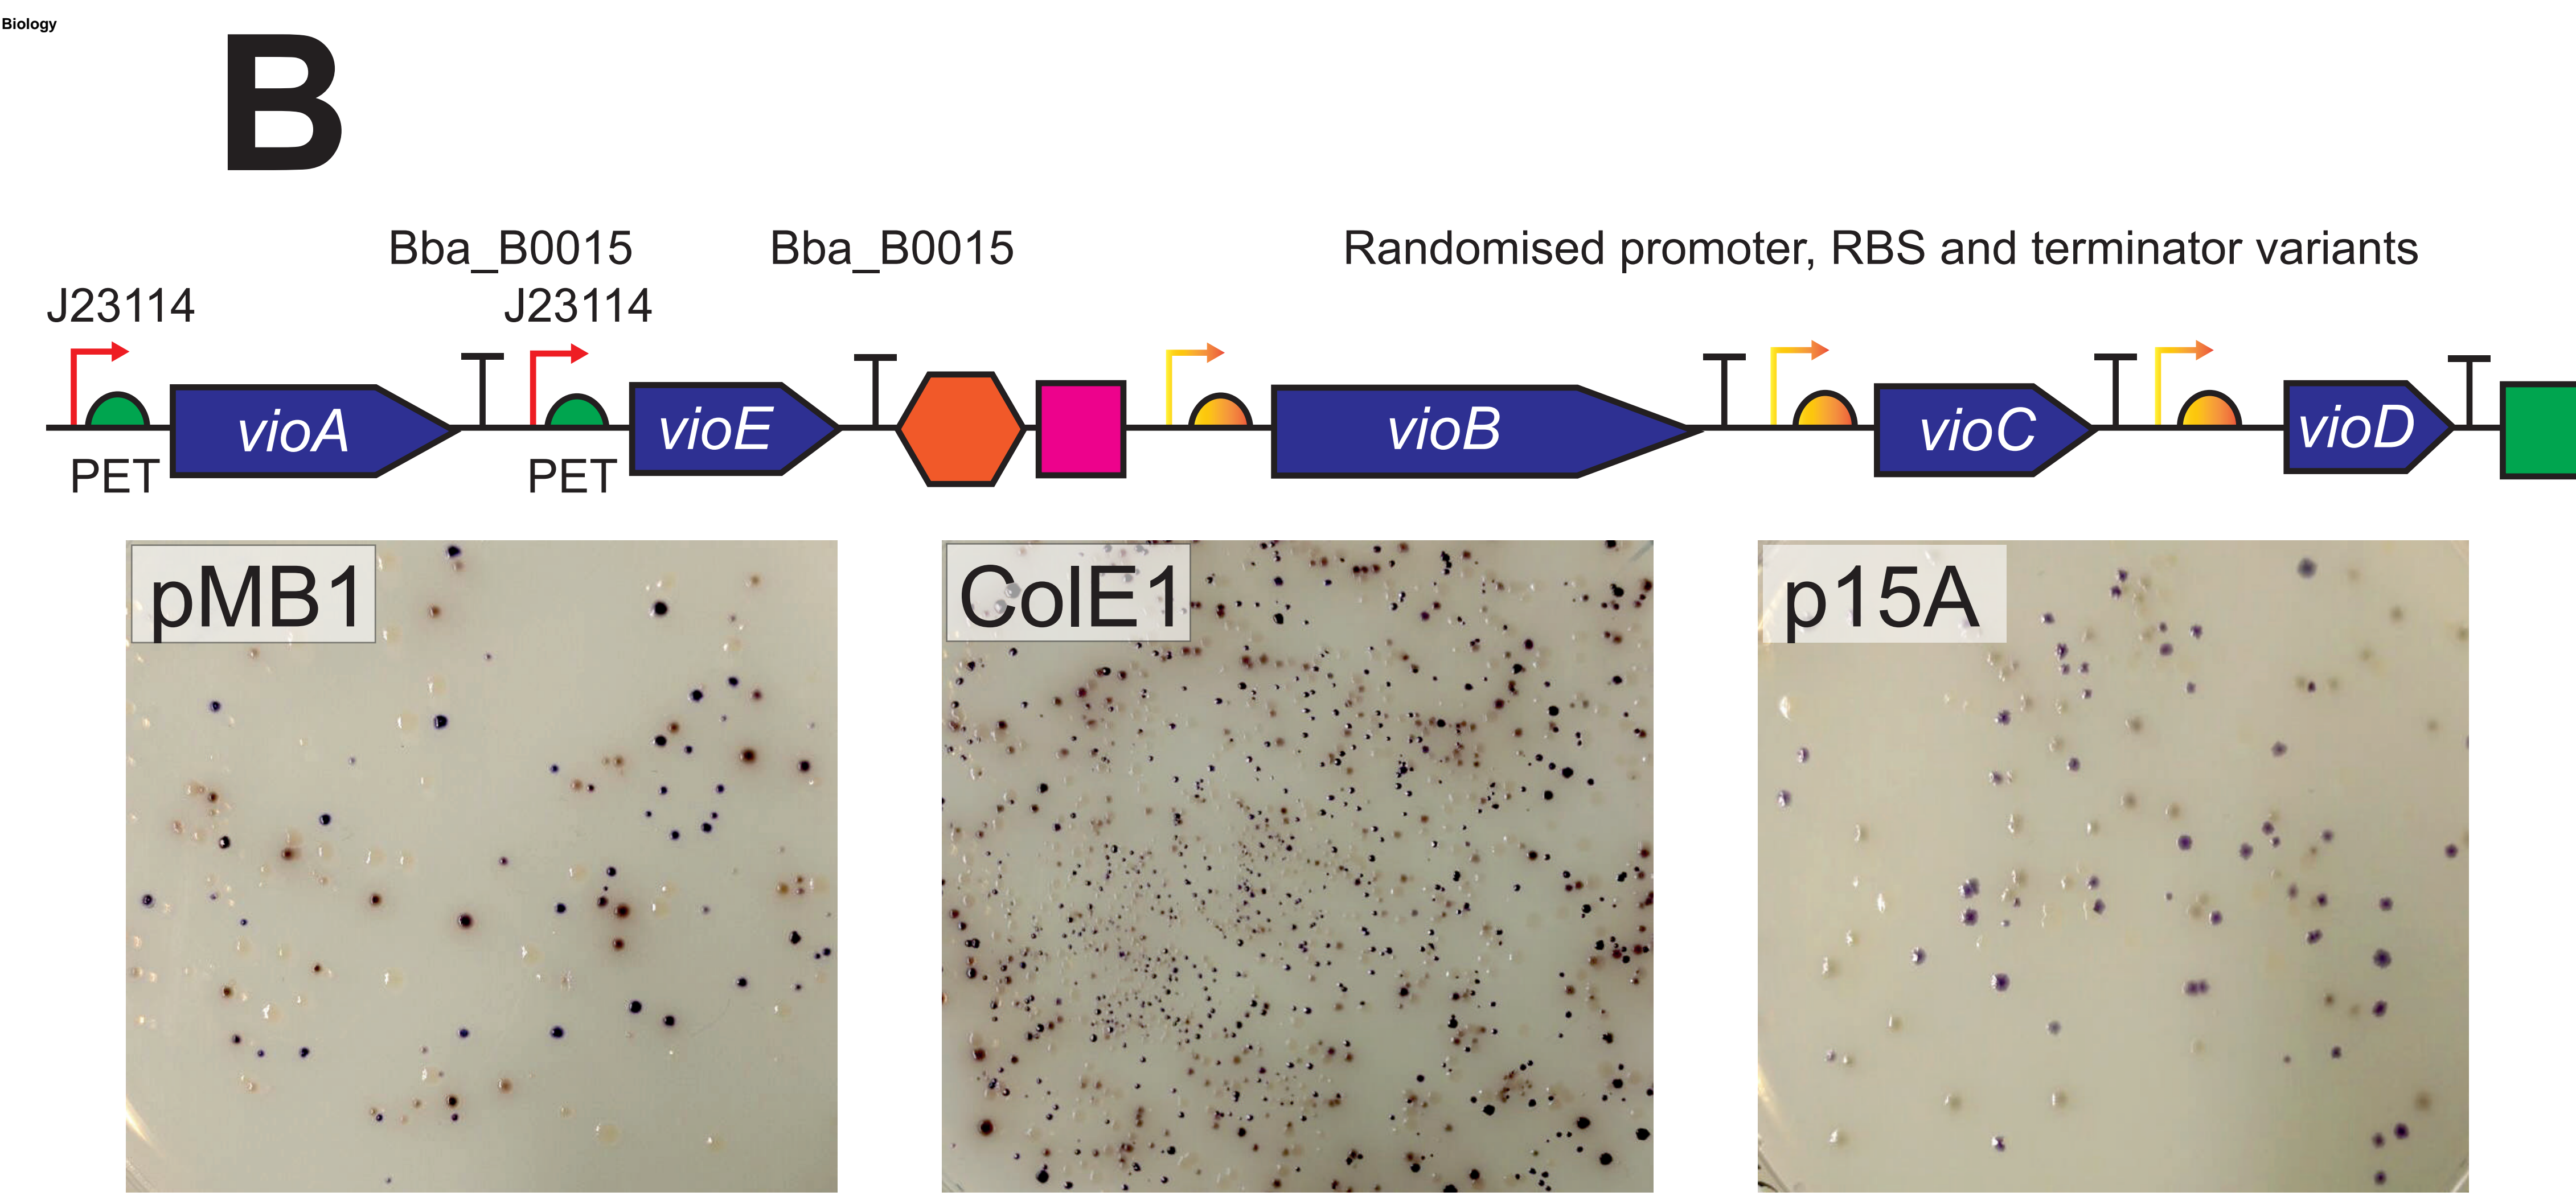 Biology
B
Bba_B0015 Bba_B0015 Randomised promoter, RBS and terminator variants
J23114 J23114
vioA vioE vioB vioC vioD
PET PET
pMB1 ColE1 p15A